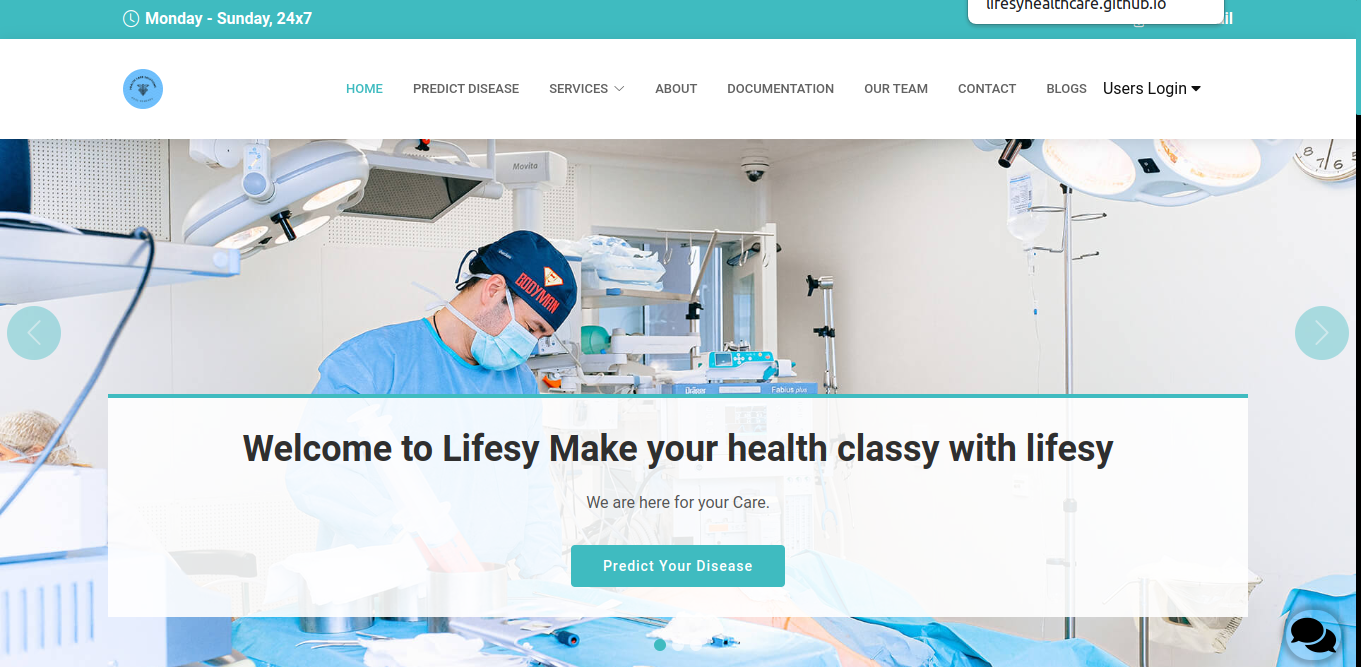 Monday - Sunday, 24x7
lifesyhealthcare.github.io
HOME
PREDICT DISEASE
SERVICES
ABOUT
DOCUMENTATION
OUR TEAM
CONTACT
BLOGS
Users Login
Movita
BODYMAN
Dräger
Fabius plus
Welcome to Lifesy Make your health classy with lifesy
We are here for your Care.
Predict Your Disease